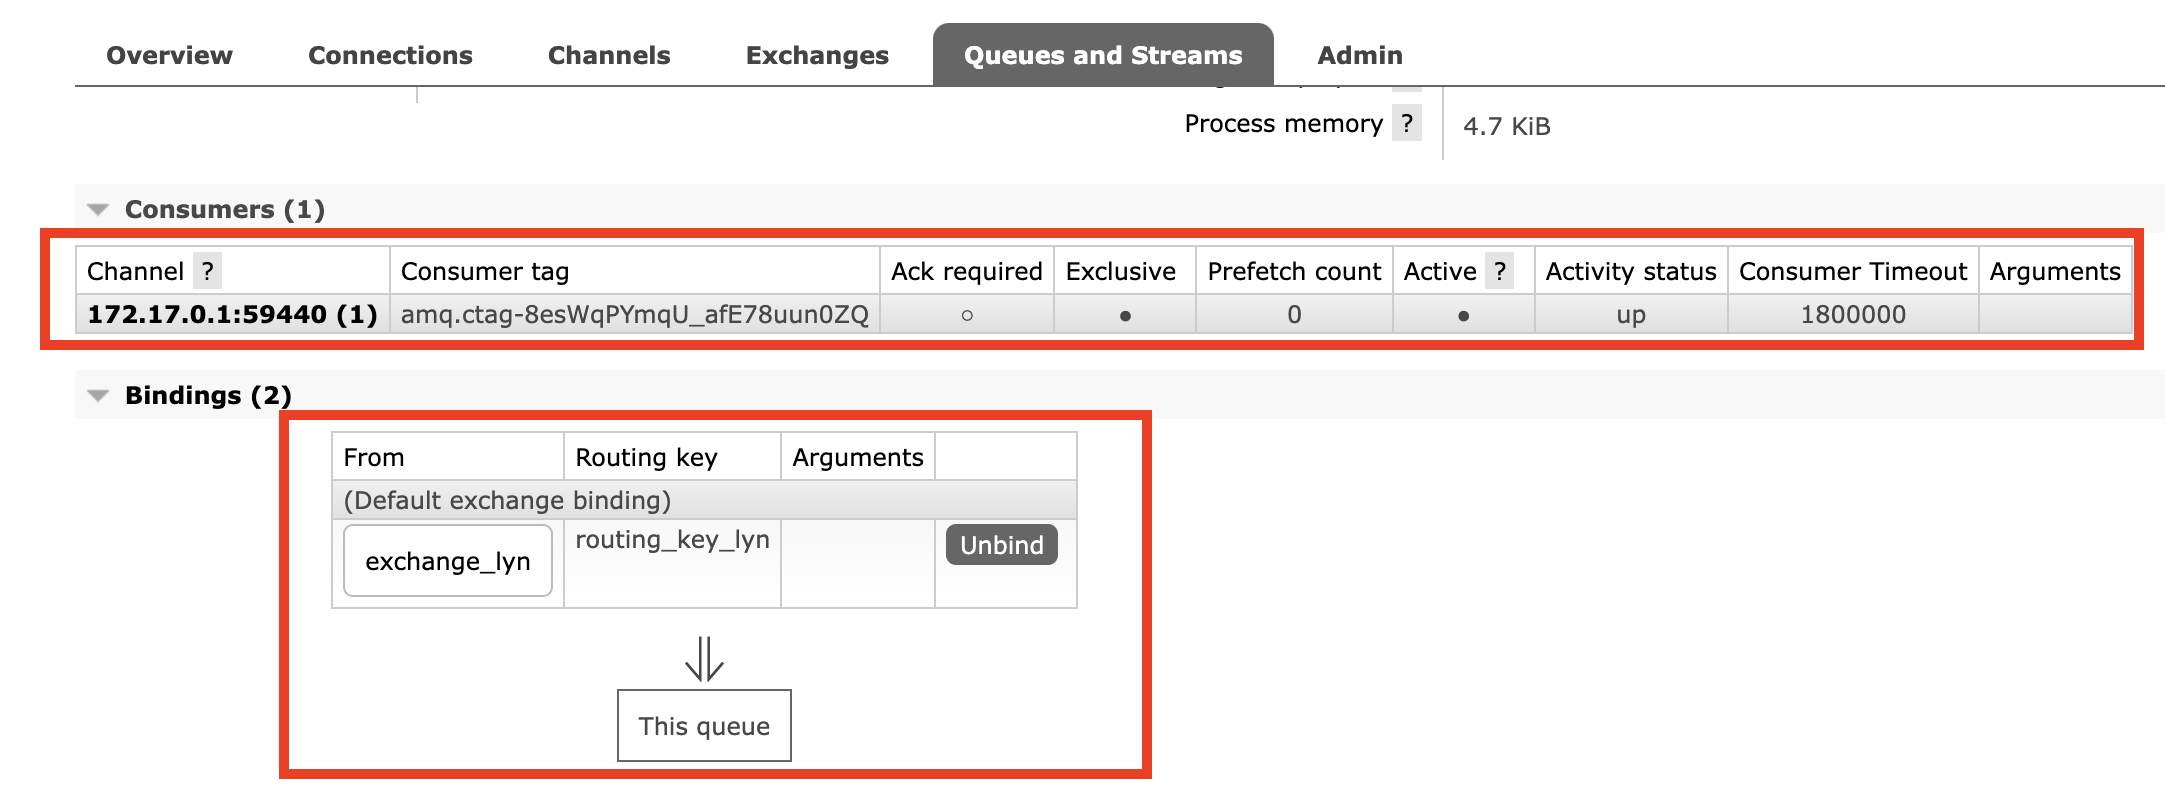 Overview Connections Channels Exchanges Queues and Streams Admin
Process memory ? 4.7 KiB
Consumers (1)
Channel ? Consumer tag Ack required Exclusive Prefetch count Active ? Activity status Consumer Timeout Arguments
172.17.0.1:59440 (1) amq.ctag-8esWqPYmqU_afE78uun0ZQ ○ ● 0 ● up 1800000
Bindings (2)
From Routing key Arguments
(Default exchange binding)
exchange_lyn routing_key_lyn Unbind
⇓
This queue